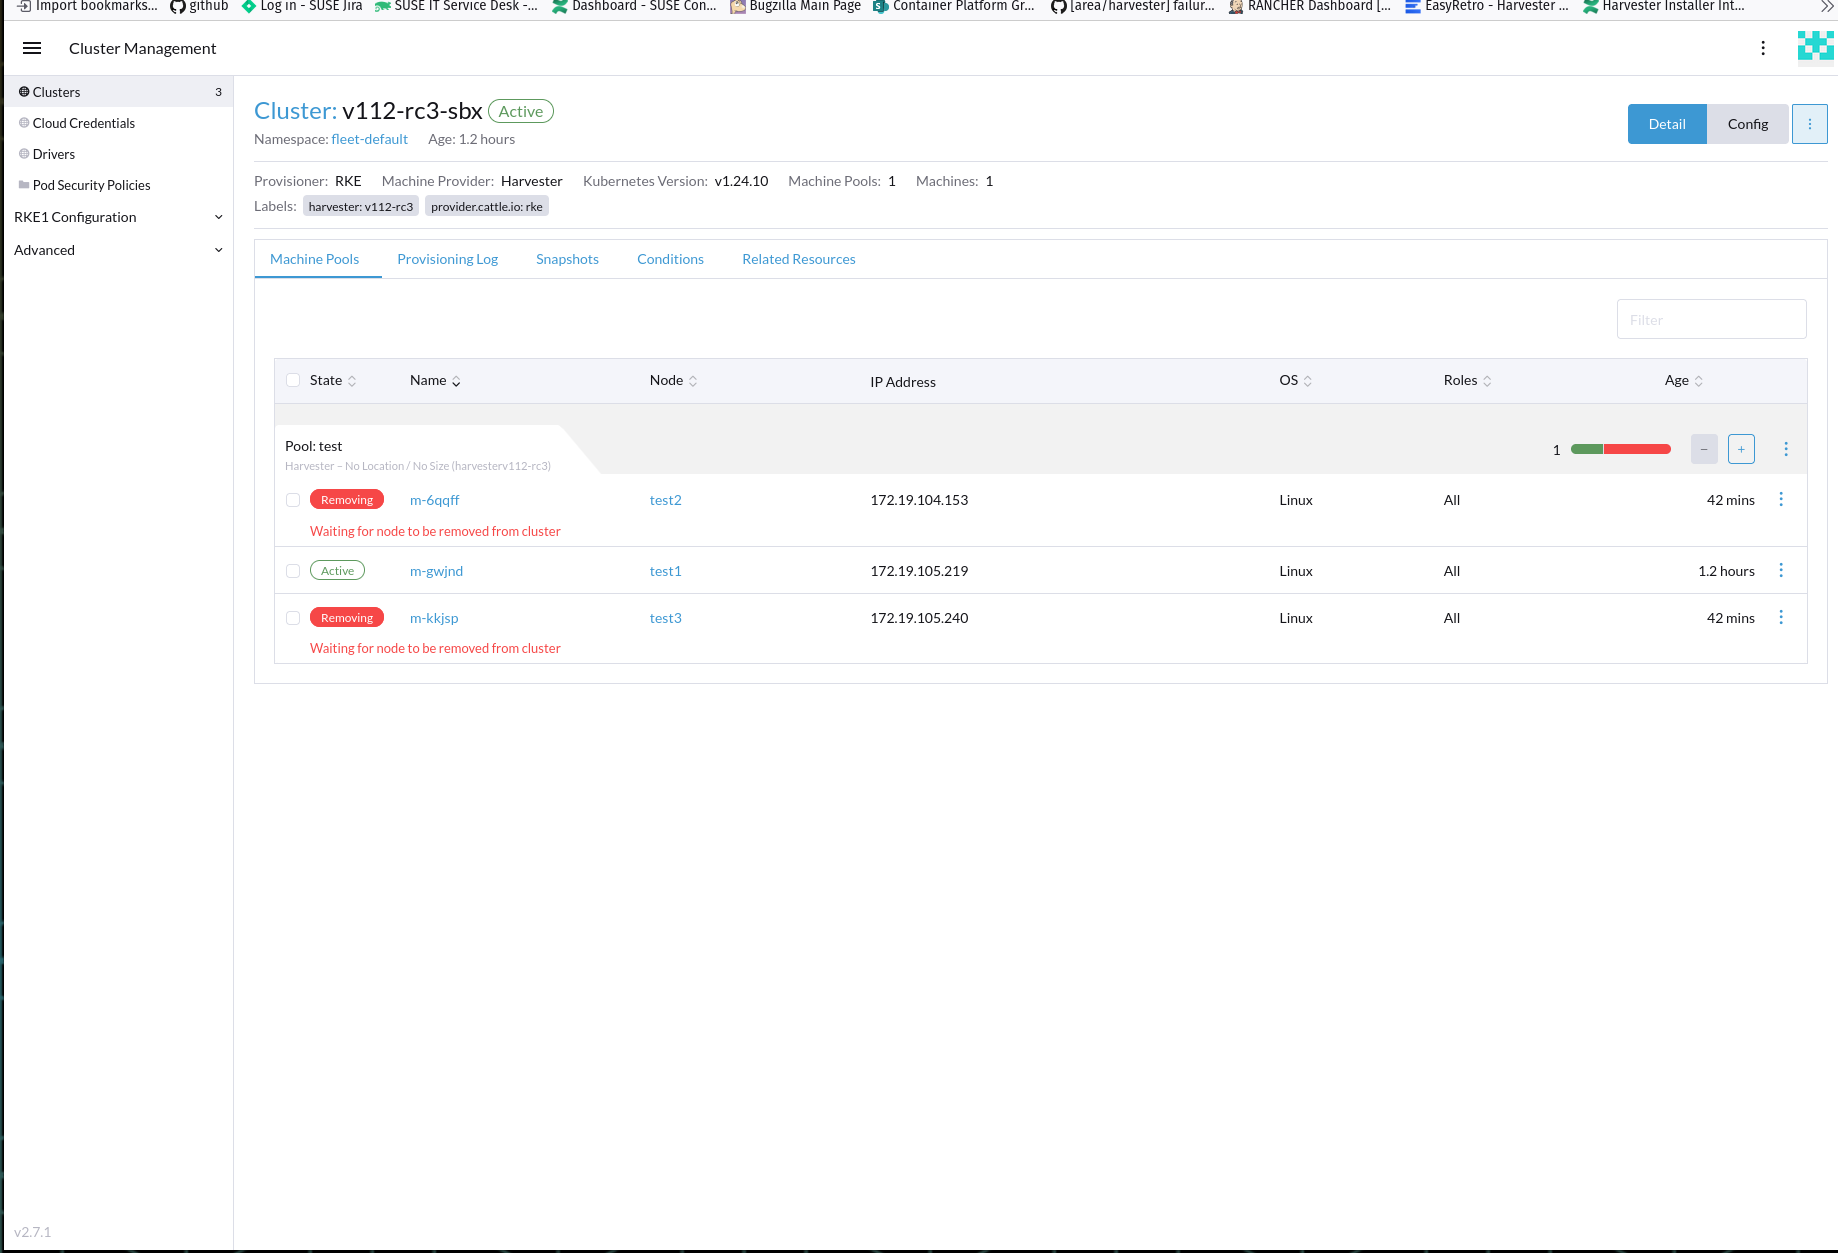 Import bookmarks... github Log in - SUSE Jira SUSE IT Service Desk -... Dashboard - SUSE Con... Bugzilla Main Page Container Platform Gr... [area/harvester] failur... RANCHER Dashboard [... EasyRetro - Harvester ... Harvester Installer Int...
Cluster Management
Clusters 3
Cloud Credentials
Drivers
Pod Security Policies
RKE1 Configuration
Advanced
v2.7.1
Cluster: v112-rc3-sbx Active
Namespace: fleet-default Age: 1.2 hours
Detail Config
Provisioner: RKE Machine Provider: Harvester Kubernetes Version: v1.24.10 Machine Pools: 1 Machines: 1
Labels: harvester: v112-rc3 provider.cattle.io: rke
Machine Pools Provisioning Log Snapshots Conditions Related Resources
Filter
State Name Node IP Address OS Roles Age
Pool: test
Harvester – No Location / No Size (harvesterv112-rc3)
1 − +
Removing m-6qqff test2 172.19.104.153 Linux All 42 mins
Waiting for node to be removed from cluster
Active m-gwjnd test1 172.19.105.219 Linux All 1.2 hours
Removing m-kkjsp test3 172.19.105.240 Linux All 42 mins
Waiting for node to be removed from cluster